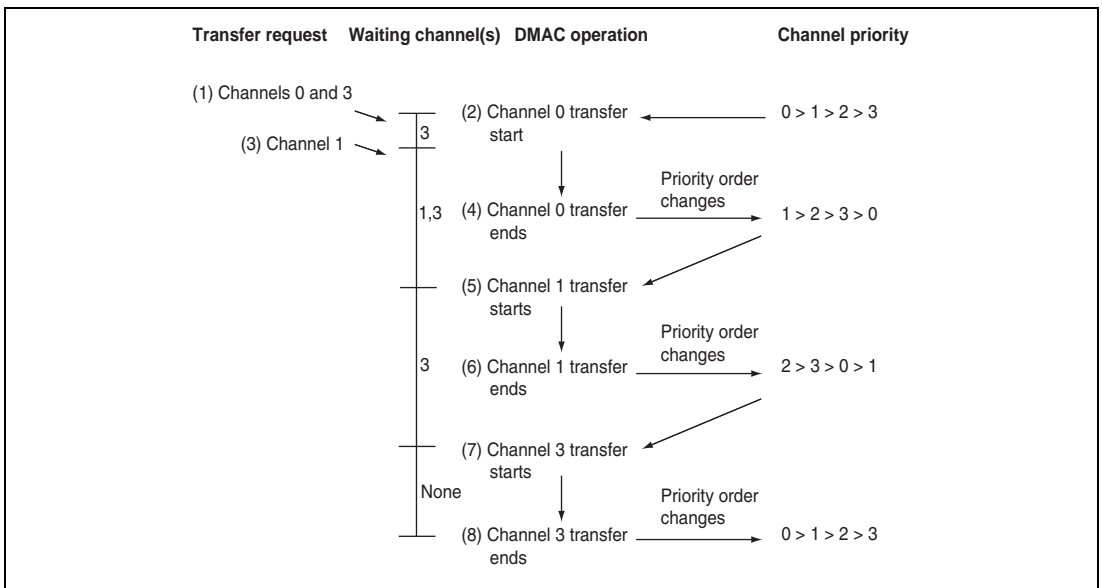 Transfer request Waiting channel(s) DMAC operation Channel priority
(1) Channels 0 and 3
(2) Channel 0 transfer
start
0 > 1 > 2 > 3
3
(3) Channel 1
Priority order
changes
1,3
(4) Channel 0 transfer
ends
1 > 2 > 3 > 0
(5) Channel 1 transfer
starts
Priority order
changes
3
(6) Channel 1 transfer
ends
2 > 3 > 0 > 1
(7) Channel 3 transfer
starts
None
Priority order
changes
(8) Channel 3 transfer
ends
0 > 1 > 2 > 3